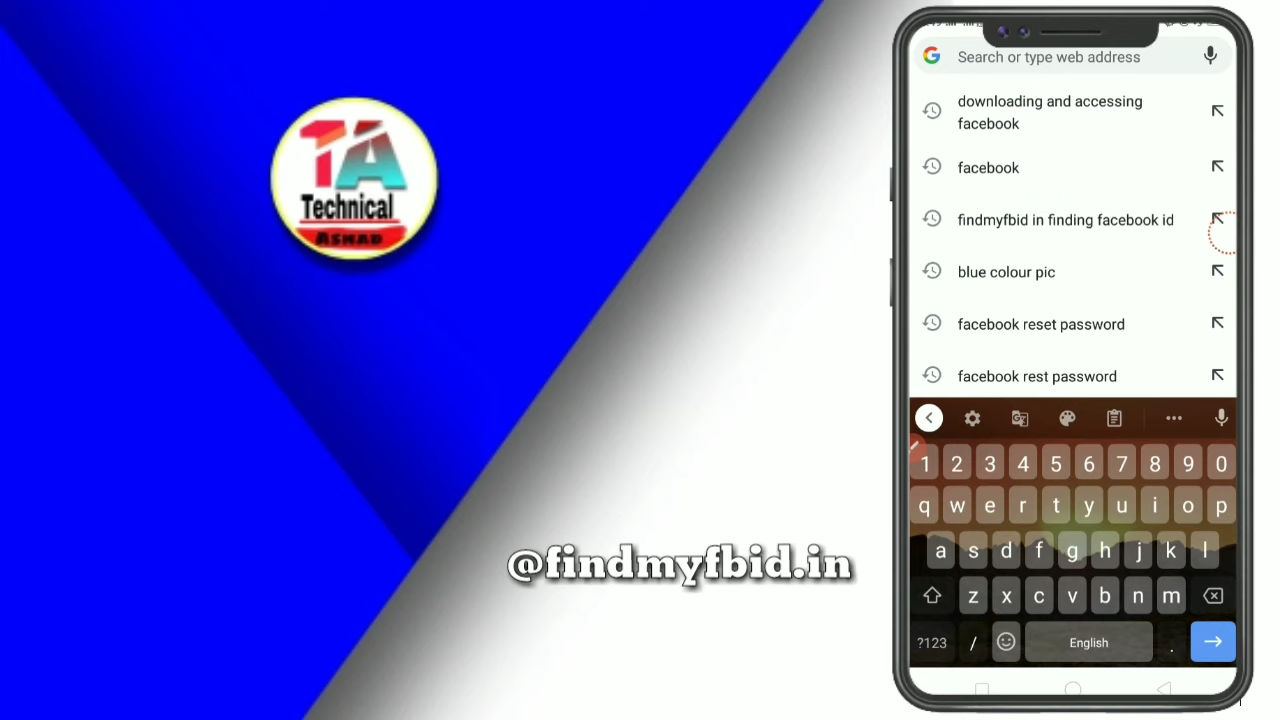 TA
Technical
ASHAD
@findmyfbid.in
Search or type web address
downloading and accessing
facebook
facebook
findmyfbid in finding facebook id
blue colour pic
facebook reset password
facebook rest password
1 2 3 4 5 6 7 8 9 0
q w e r t y u i o p
a s d f g h j k l
z x c v b n m
?123 / English .